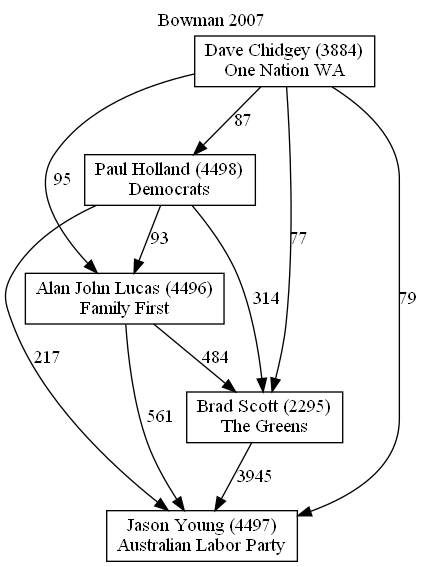 Bowman 2007
Dave Chidgey (3884)
One Nation WA
87
Paul Holland (4498)
Democrats
95
93
77
Alan John Lucas (4496)
Family First
314
79
217
484
Brad Scott (2295)
The Greens
561
3945
Jason Young (4497)
Australian Labor Party